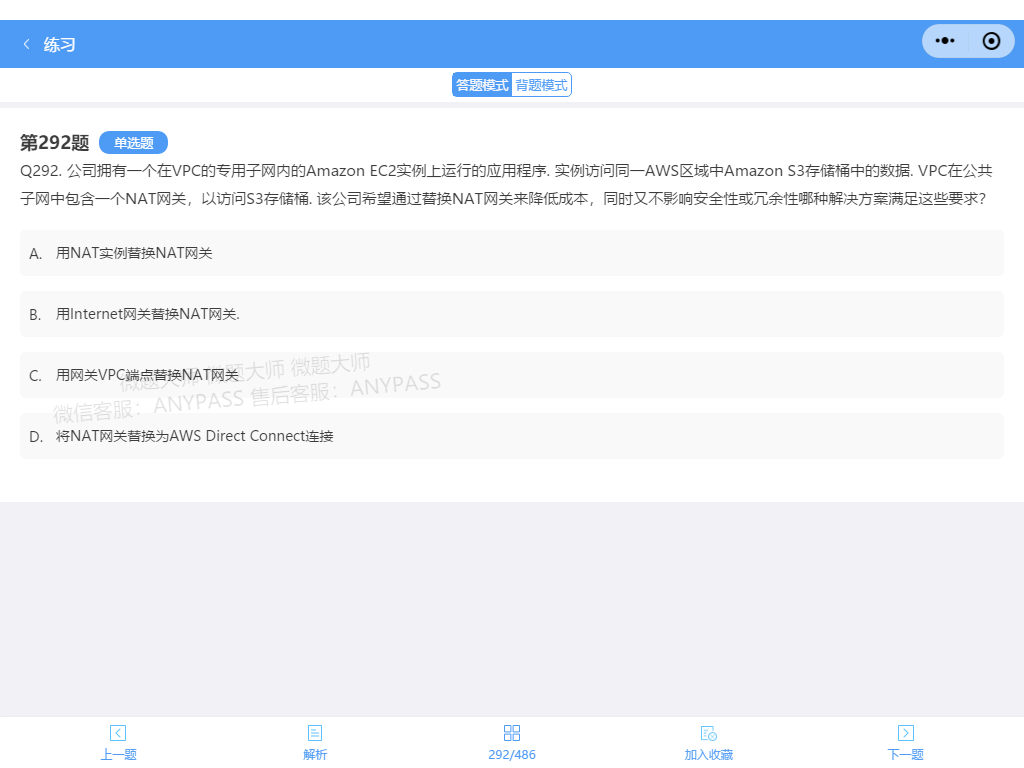 练习
答题模式 背题模式
第292题 单选题
Q292. 公司拥有一个在VPC的专用子网内的Amazon EC2实例上运行的应用程序. 实例访问同一AWS区域中Amazon S3存储桶中的数据. VPC在公共
子网中包含一个NAT网关，以访问S3存储桶. 该公司希望通过替换NAT网关来降低成本，同时又不影响安全性或冗余性哪种解决方案满足这些要求？
A. 用NAT实例替换NAT网关
B. 用Internet网关替换NAT网关.
C. 用网关VPC端点替换NAT网关
微题大师 微题大师 微题大师
微信客服：ANYPASS 售后客服：ANYPASS
D. 将NAT网关替换为AWS Direct Connect连接
上一题 解析 292/486 加入收藏 下一题